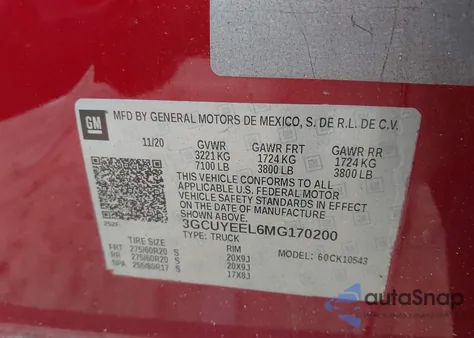 GM
MFD BY GENERAL MOTORS DE MEXICO, S. DE R.L. DE C.V.
11/20 GVWR GAWR FRT GAWR RR
3221 KG 1724 KG 1724 KG
7100 LB 3800 LB 3800 LB
THIS VEHICLE CONFORMS TO ALL
APPLICABLE U.S. FEDERAL MOTOR
VEHICLE SAFETY STANDARDS IN
EFFECT ON THE DATE OF
MANUFACTURE SHOWN ABOVE.
252F 3GCUYEEL6MG170200
TYPE: TRUCK MODEL: 60CK10543
TIRE SIZE RIM
FRT 275/60R20 S 20X9J
RR 275/60R20 S 20X9J
SPA 255/80R17 S 17X8J
autoSnap